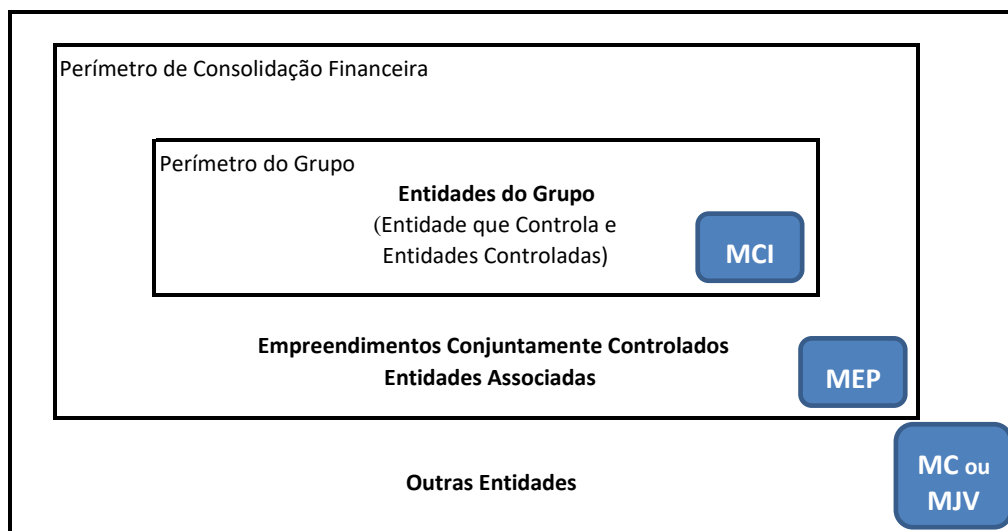 Perímetro de Consolidação Financeira
Perímetro do Grupo
Entidades do Grupo
(Entidade que Controla e
Entidades Controladas)
MCI
Empreendimentos Conjuntamente Controlados
Entidades Associadas
MEP
Outras Entidades
MC ou
MJV